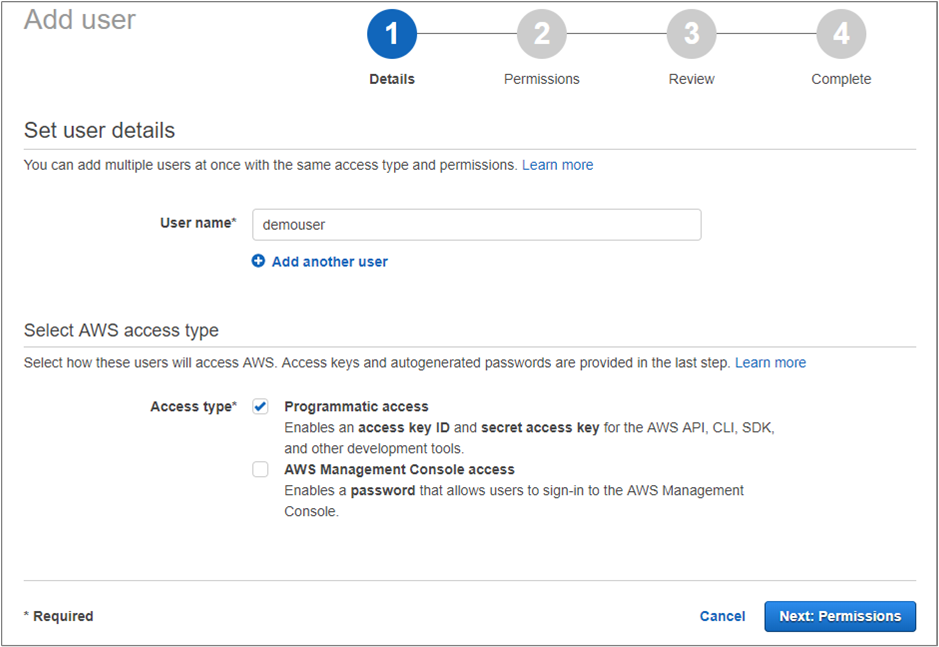 Add user
1 2 3 4
Details Permissions Review Complete
Set user details
You can add multiple users at once with the same access type and permissions. Learn more
User name* demouser
Add another user
Select AWS access type
Select how these users will access AWS. Access keys and autogenerated passwords are provided in the last step. Learn more
Access type* Programmatic access
Enables an access key ID and secret access key for the AWS API, CLI, SDK,
and other development tools.
AWS Management Console access
Enables a password that allows users to sign-in to the AWS Management
Console.
* Required Cancel Next: Permissions